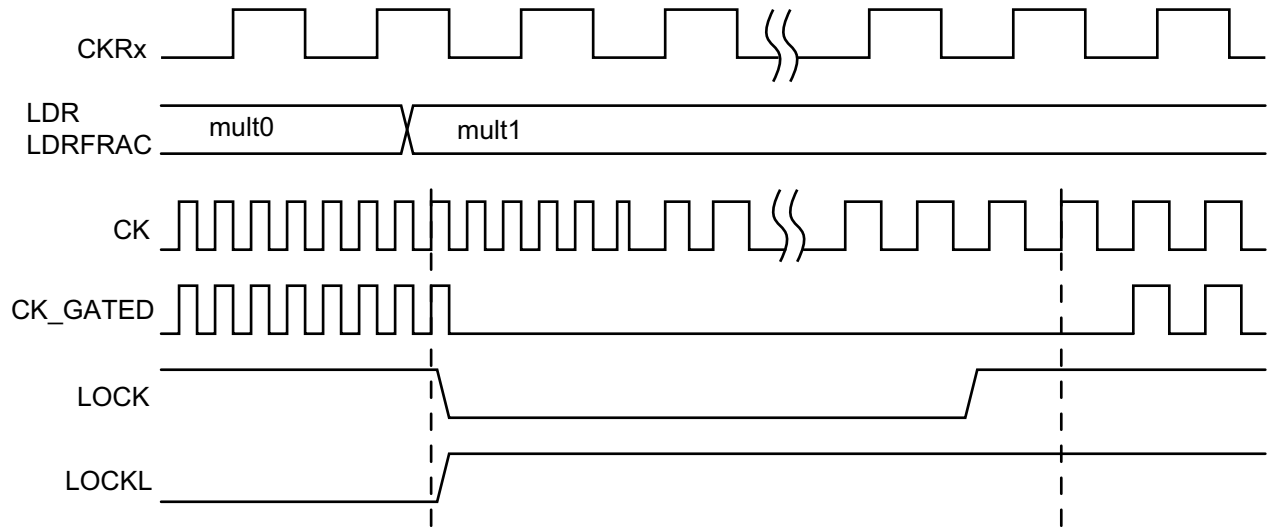 CKRx
LDR
LDRFRAC
mult0
mult1
CK
CK_GATED
LOCK
LOCKL